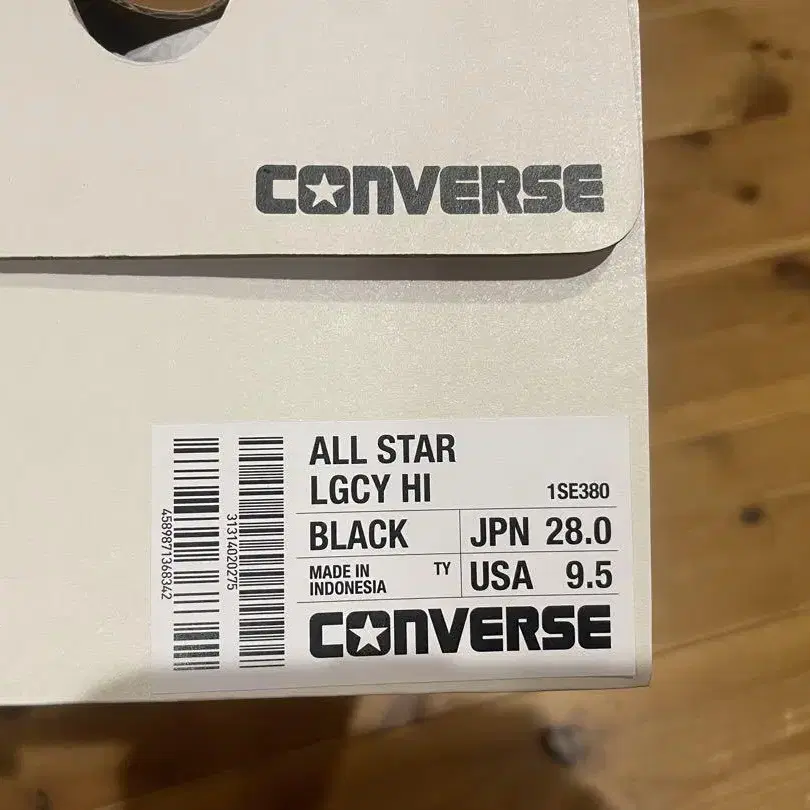 CONVERSE
ALL STAR
LGCY HI 1SE380
BLACK JPN 28.0
MADE IN INDONESIA TY USA 9.5
CONVERSE
4589871368342
31314020275